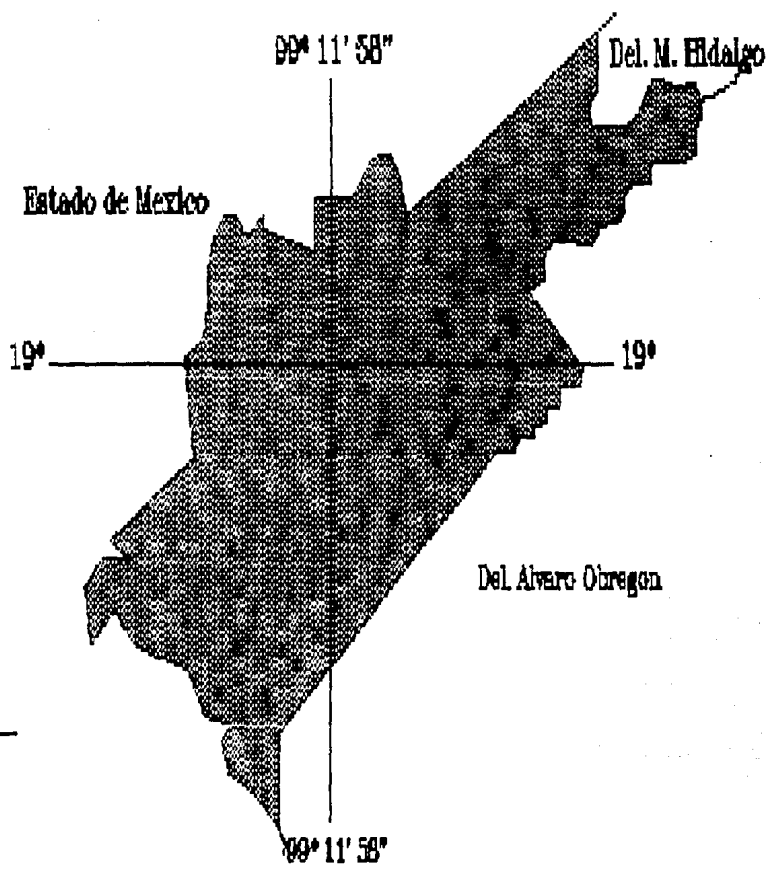 99° 11' 58"
Del. M. Hidalgo
Estado de Mexico
19°
19°
Del. Alvaro Obregon
99° 11' 58"